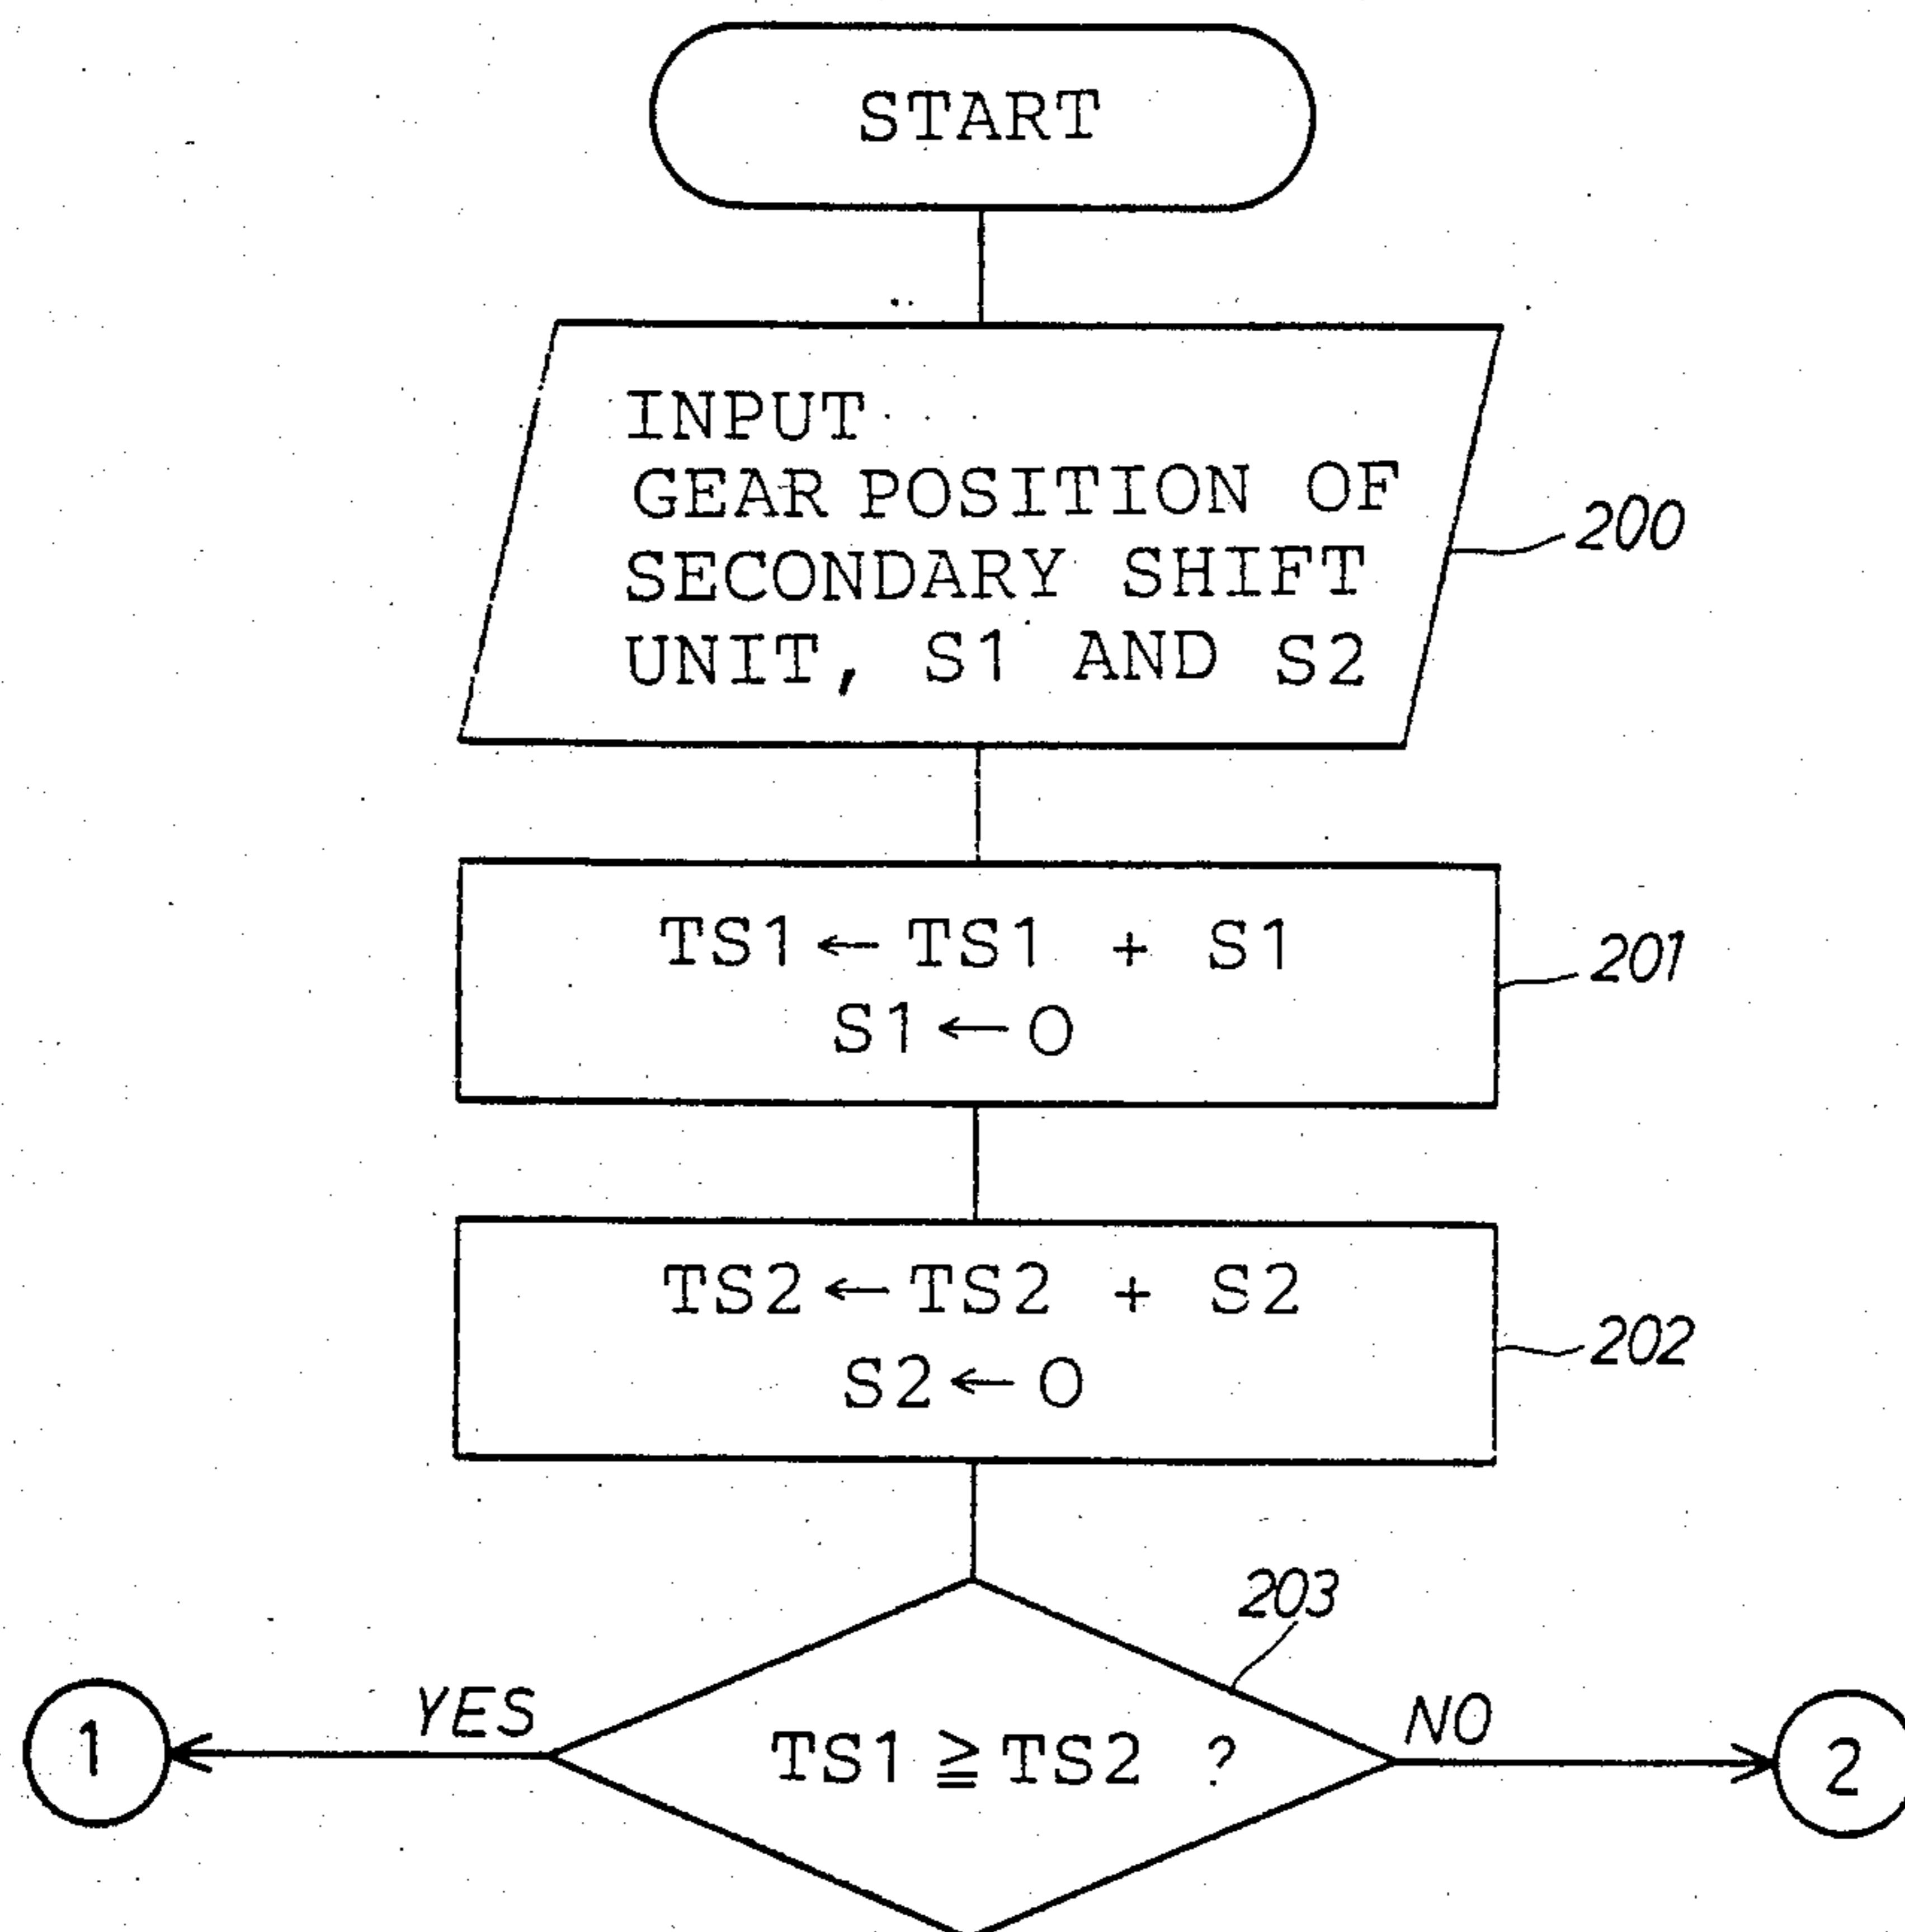 START
INPUT
GEAR POSITION OF
SECONDARY SHIFT
UNIT, S1 AND S2
200
TS1 ← TS1 + S1
S1 ← 0
201
TS2 ← TS2 + S2
S2 ← 0
202
203
1
YES
TS1 ≧ TS2 ?
NO
2